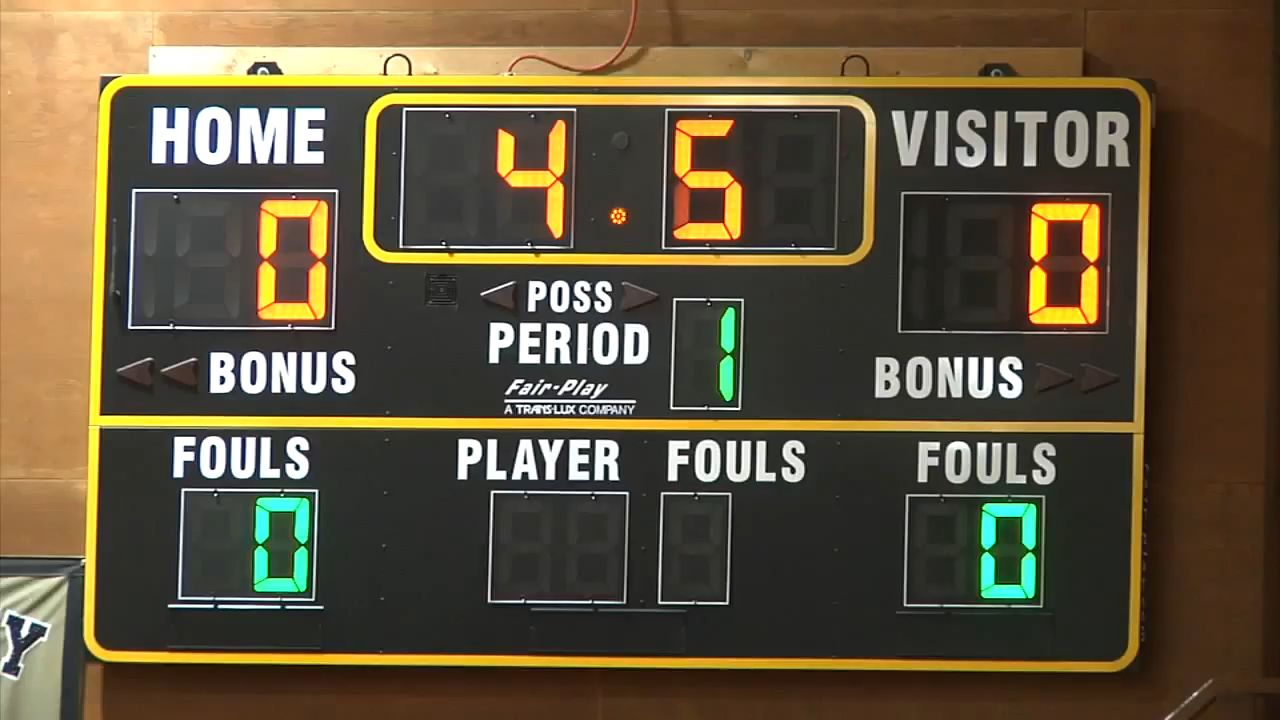 HOME 4.5 VISITOR
0 0
POSS
PERIOD 1
BONUS BONUS
Fair-Play
A TRANS-LUX COMPANY
FOULS PLAYER FOULS FOULS
0 0
Y